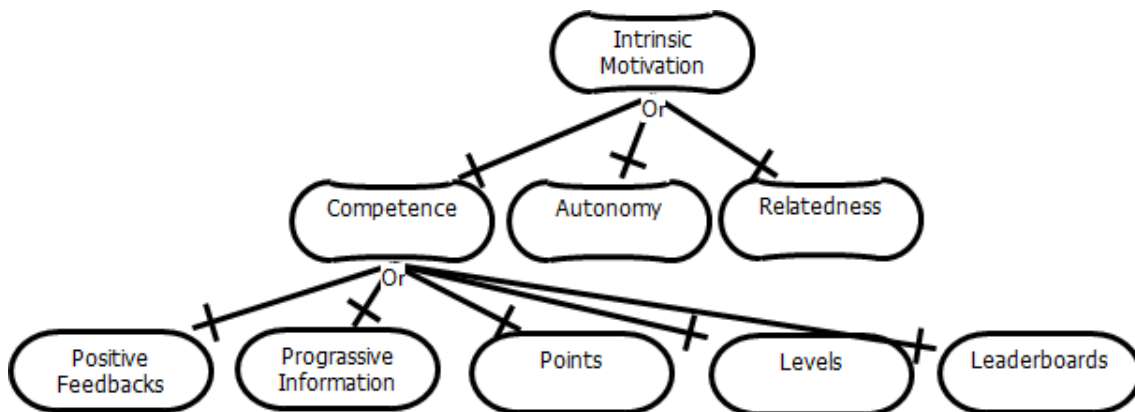 Intrinsic
Motivation
Or
Competence
Autonomy
Relatedness
Or
Positive
Feedbacks
Prograssive
Information
Points
Levels
Leaderboards